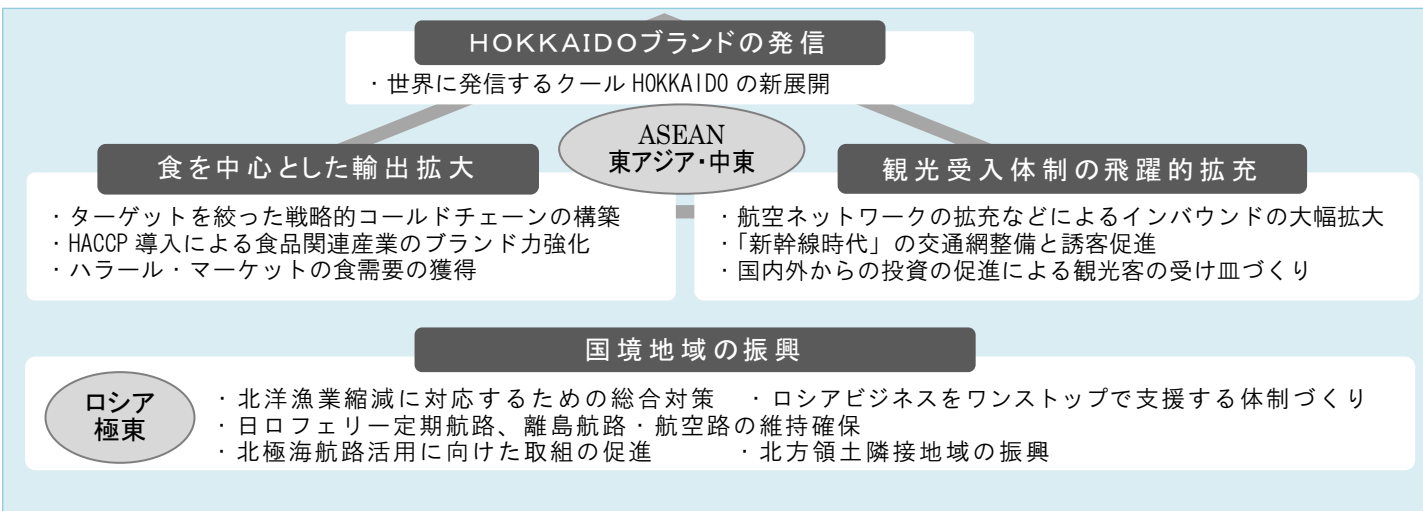 HOKKAIDOブランドの発信
・世界に発信するクール HOKKAIDO の新展開
ASEAN
東アジア・中東
食を中心とした輸出拡大
・ターゲットを絞った戦略的コールドチェーンの構築
・HACCP 導入による食品関連産業のブランド力強化
・ハラール・マーケットの食需要の獲得
観光受入体制の飛躍的拡充
・航空ネットワークの拡充などによるインバウンドの大幅拡大
・「新幹線時代」の交通網整備と誘客促進
・国内外からの投資の促進による観光客の受け皿づくり
国境地域の振興
ロシア
極東
・北洋漁業縮減に対応するための総合対策　・ロシアビジネスをワンストップで支援する体制づくり
・日ロフェリー定期航路、離島航路・航空路の維持確保
・北極海航路活用に向けた取組の促進　・北方領土隣接地域の振興